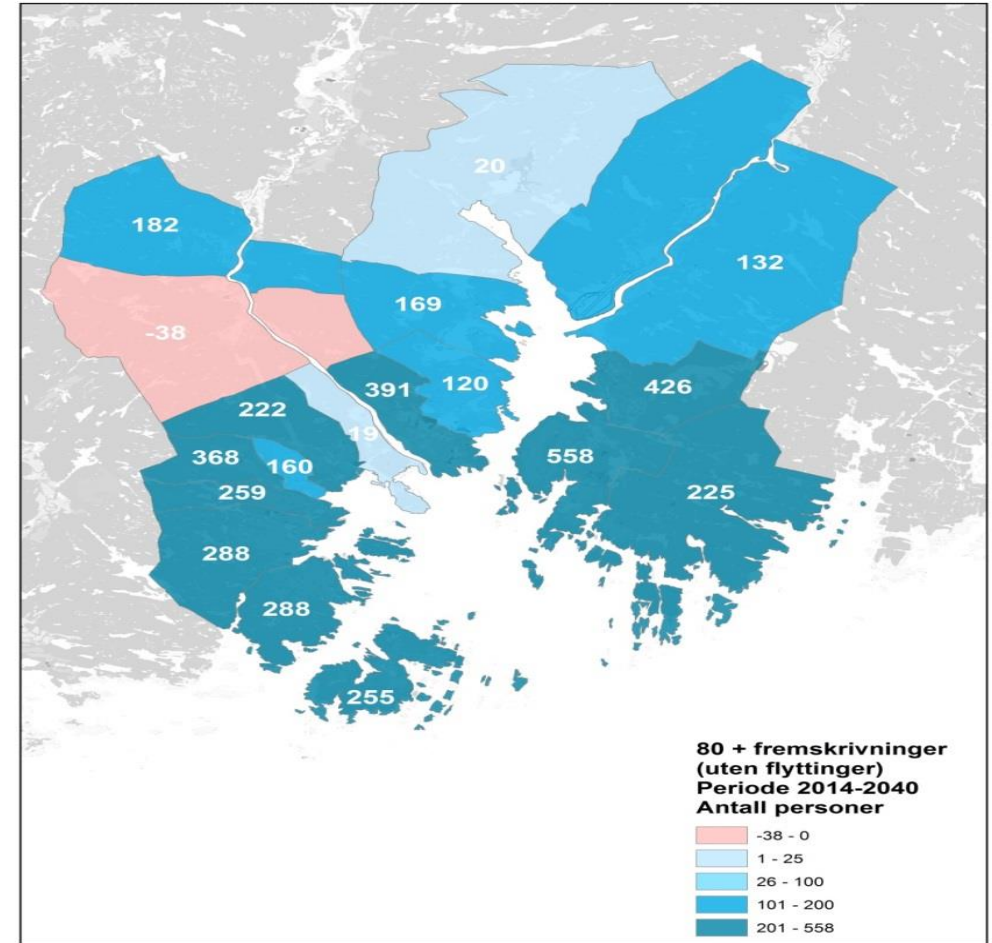 20
182
132
169
-38
391
120
426
222
19
368
160
558
259
225
288
288
255
80 + fremskrivninger
(uten flyttinger)
Periode 2014-2040
Antall personer
-38 - 0
1 - 25
26 - 100
101 - 200
201 - 558